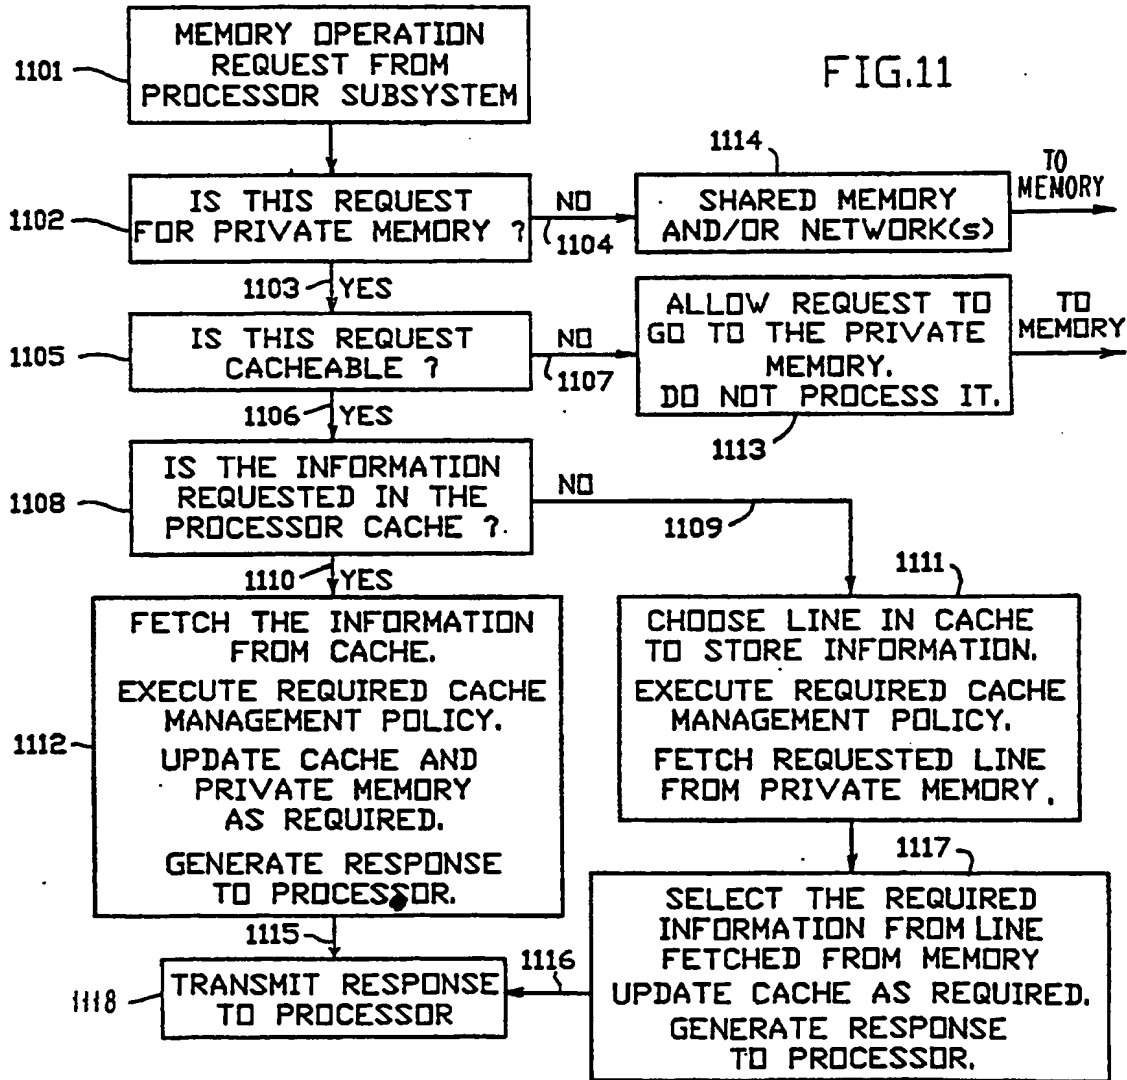 FIG.11
1101
MEMORY OPERATION
REQUEST FROM
PROCESSOR SUBSYSTEM
1102
IS THIS REQUEST
FOR PRIVATE MEMORY ?
NO
1104
1114
SHARED MEMORY
AND/OR NETWORK(s)
TO
MEMORY
1103
YES
1105
IS THIS REQUEST
CACHEABLE ?
NO
1107
ALLOW REQUEST TO
GO TO THE PRIVATE
MEMORY.
DO NOT PROCESS IT.
1113
TO
MEMORY
1106
YES
1108
IS THE INFORMATION
REQUESTED IN THE
PROCESSOR CACHE ?
NO
1109
1110
YES
1112
FETCH THE INFORMATION
FROM CACHE.
EXECUTE REQUIRED CACHE
MANAGEMENT POLICY.
UPDATE CACHE AND
PRIVATE MEMORY
AS REQUIRED.
GENERATE RESPONSE
TO PROCESSOR.
1111
CHOOSE LINE IN CACHE
TO STORE INFORMATION.
EXECUTE REQUIRED CACHE
MANAGEMENT POLICY.
FETCH REQUESTED LINE
FROM PRIVATE MEMORY.
1117
SELECT THE REQUIRED
INFORMATION FROM LINE
FETCHED FROM MEMORY
UPDATE CACHE AS REQUIRED.
GENERATE RESPONSE
TO PROCESSOR.
1115
1116
1118
TRANSMIT RESPONSE
TO PROCESSOR